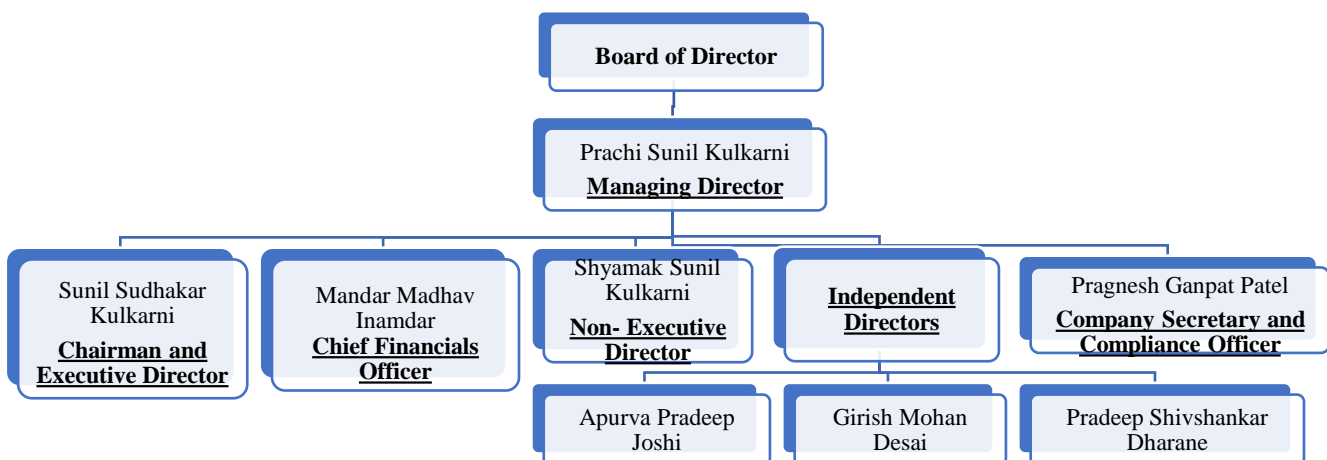 Board of Director
Prachi Sunil Kulkarni
Managing Director
Sunil Sudhakar
Kulkarni
Chairman and
Executive Director
Mandar Madhav
Inamdar
Chief Financials
Officer
Shyamak Sunil
Kulkarni
Non- Executive
Director
Independent
Directors
Pragnesh Ganpat Patel
Company Secretary and
Compliance Officer
Apurva Pradeep
Joshi
Girish Mohan
Desai
Pradeep Shivshankar
Dharane